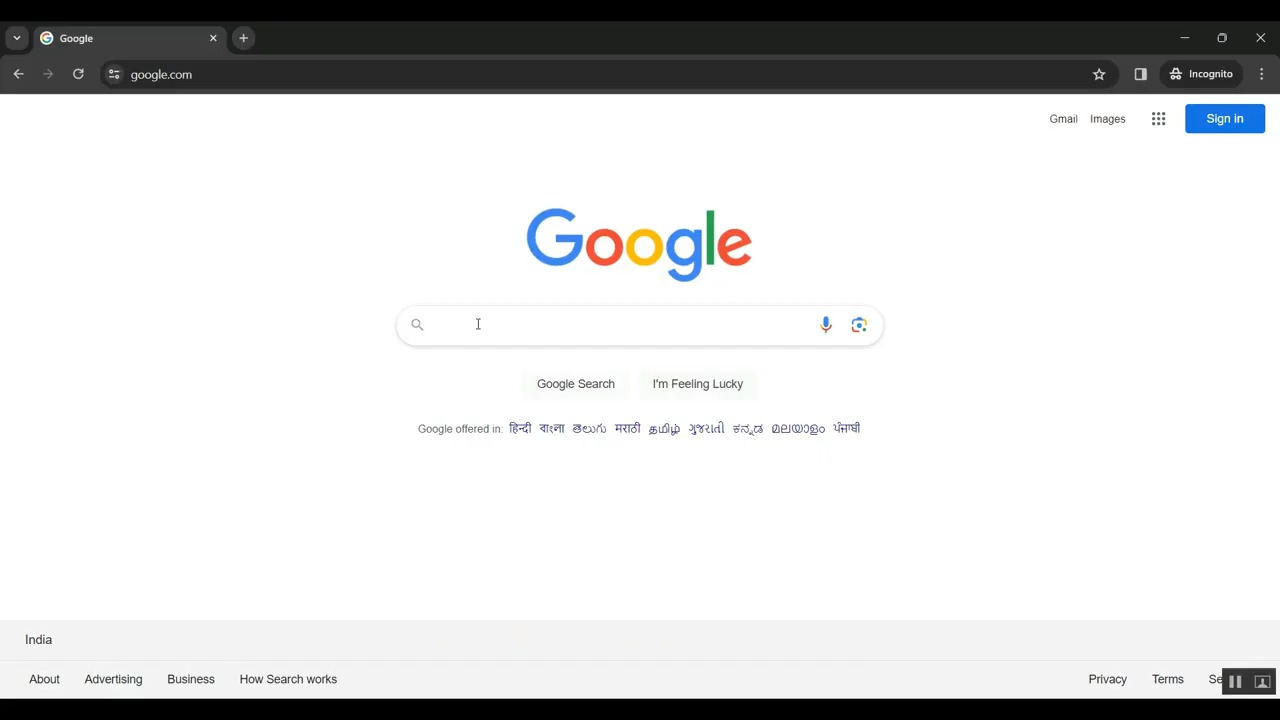 Google
google.com
Incognito
Gmail Images Sign in
Google
Google Search I'm Feeling Lucky
Google offered in: हिन्दी বাংলা తెలుగు मराठी தமிழ் ગુજરાતી ಕನ್ನಡ മലയാളം ਪੰਜਾਬੀ
India
About Advertising Business How Search works Privacy Terms Se